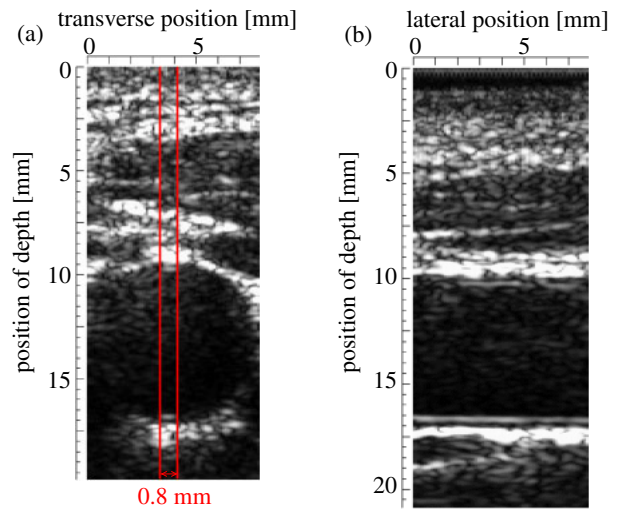 (a)
transverse position [mm]
0
5
0
5
10
15
position of depth [mm]
0.8 mm
(b)
lateral position [mm]
0
5
0
5
10
15
20
position of depth [mm]